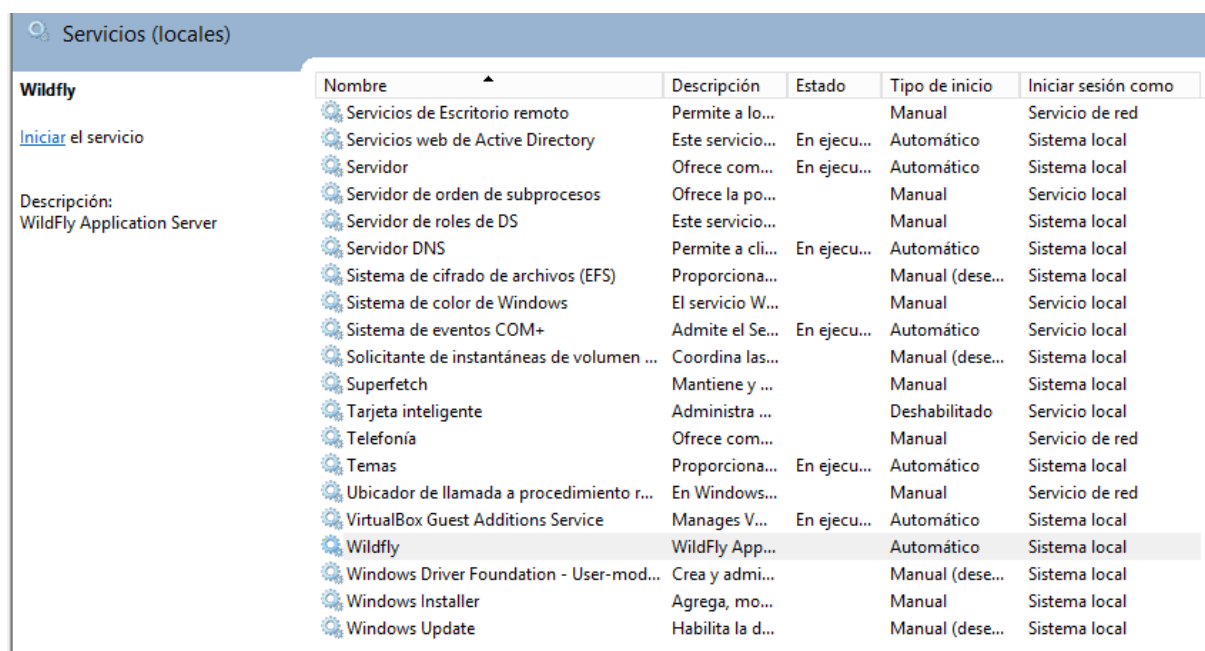 Servicios (locales)
Wildfly
Iniciar el servicio
Descripción:
WildFly Application Server
Nombre Descripción Estado Tipo de inicio Iniciar sesión como
Servicios de Escritorio remoto Permite a lo... Manual Servicio de red
Servicios web de Active Directory Este servicio... En ejecu... Automático Sistema local
Servidor Ofrece com... En ejecu... Automático Sistema local
Servidor de orden de subprocesos Ofrece la po... Manual Servicio local
Servidor de roles de DS Este servicio... Manual Sistema local
Servidor DNS Permite a cli... En ejecu... Automático Sistema local
Sistema de cifrado de archivos (EFS) Proporciona... Manual (dese... Sistema local
Sistema de color de Windows El servicio W... Manual Servicio local
Sistema de eventos COM+ Admite el Se... En ejecu... Automático Servicio local
Solicitante de instantáneas de volumen ... Coordina las... Manual (dese... Sistema local
Superfetch Mantiene y ... Manual Sistema local
Tarjeta inteligente Administra ... Deshabilitado Servicio local
Telefonía Ofrece com... Manual Servicio de red
Temas Proporciona... En ejecu... Automático Sistema local
Ubicador de llamada a procedimiento r... En Windows... Manual Servicio de red
VirtualBox Guest Additions Service Manages V... En ejecu... Automático Sistema local
Wildfly WildFly App... Automático Sistema local
Windows Driver Foundation - User-mod... Crea y admi... Manual (dese... Sistema local
Windows Installer Agrega, mo... Manual Sistema local
Windows Update Habilita la d... Manual (dese... Sistema local